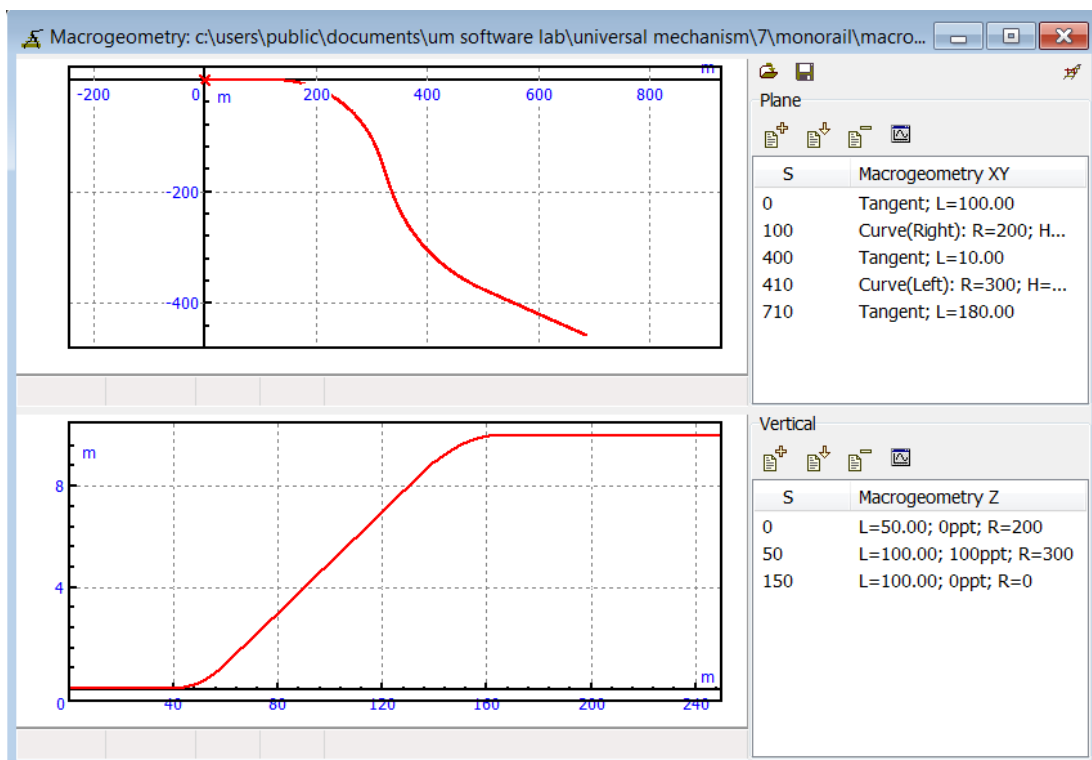 Macrogeometry: c:\users\public\documents\um software lab\universal mechanism\7\monorail\macro...
m
-200 0 m 200 400 600 800
-200
-400
Plane
S Macrogeometry XY
0 Tangent; L=100.00
100 Curve(Right): R=200; H...
400 Tangent; L=10.00
410 Curve(Left): R=300; H=...
710 Tangent; L=180.00
m
8
4
m
0 40 80 120 160 200 240
Vertical
S Macrogeometry Z
0 L=50.00; 0ppt; R=200
50 L=100.00; 100ppt; R=300
150 L=100.00; 0ppt; R=0